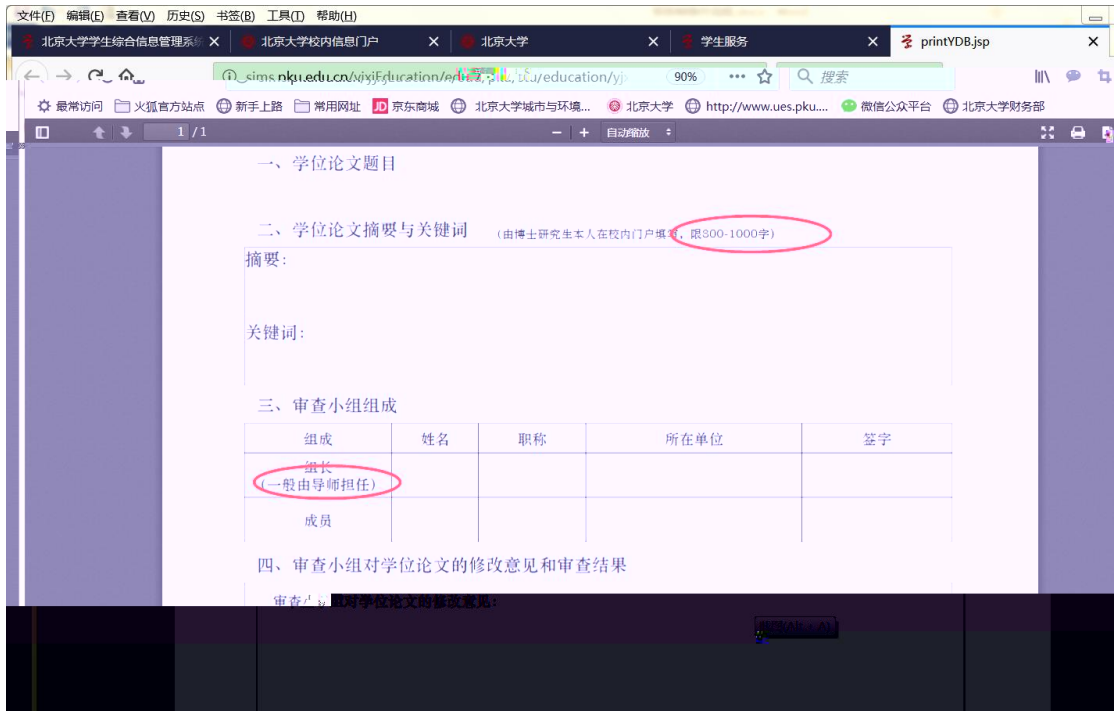 文件(F) 编辑(E) 查看(V) 历史(S) 书签(B) 工具(T) 帮助(H)
北京大学学生综合信息管理系统 北京大学校内信息门户 北京大学 学生服务 printYDB.jsp
90% 搜索
最常访问 火狐官方站点 新手上路 常用网址 JD 京东商城 北京大学城市与环境... 北京大学 http://www.ues.pku.... 微信公众平台 北京大学财务部
1 / 1 自动缩放
一、学位论文题目
二、学位论文摘要与关键词 (由博士研究生本人在校内门户填写，限800-1000字)
摘要:
关键词:
三、审查小组组成
组成 姓名 职称 所在单位 签字
组长
(一般由导师担任)
成员
四、审查小组对学位论文的修改意见和审查结果
审查小组对学位论文的修改意见: